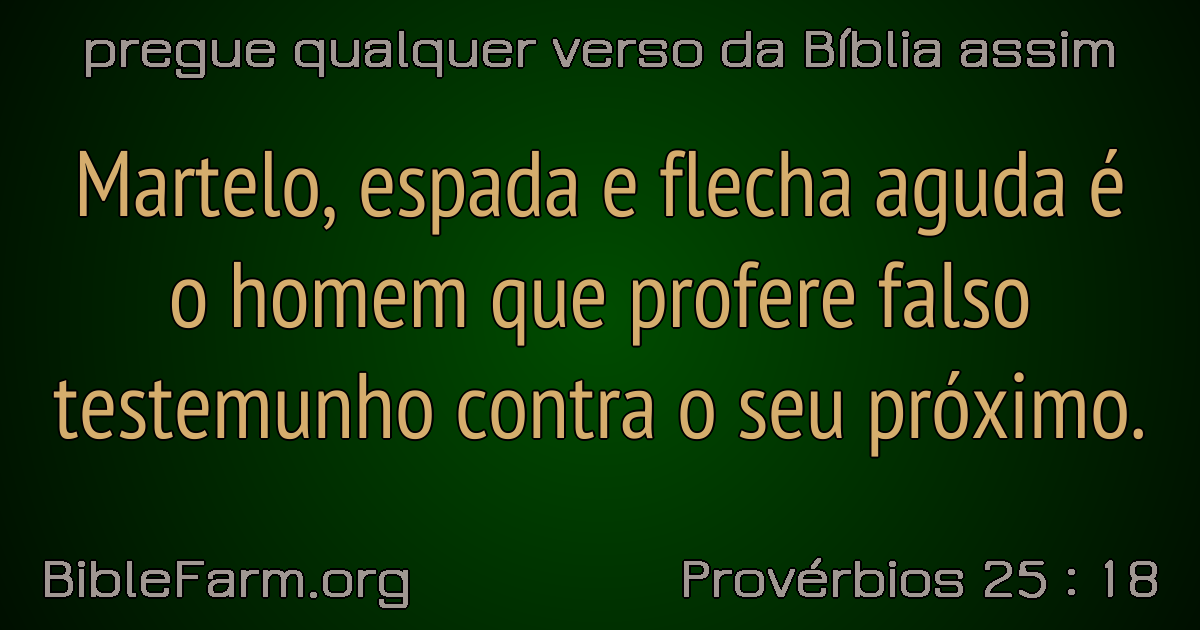 pregue qualquer verso da Bíblia assim
Martelo, espada e flecha aguda é
o homem que profere falso
testemunho contra o seu próximo.
BibleFarm.org
Provérbios 25 : 18